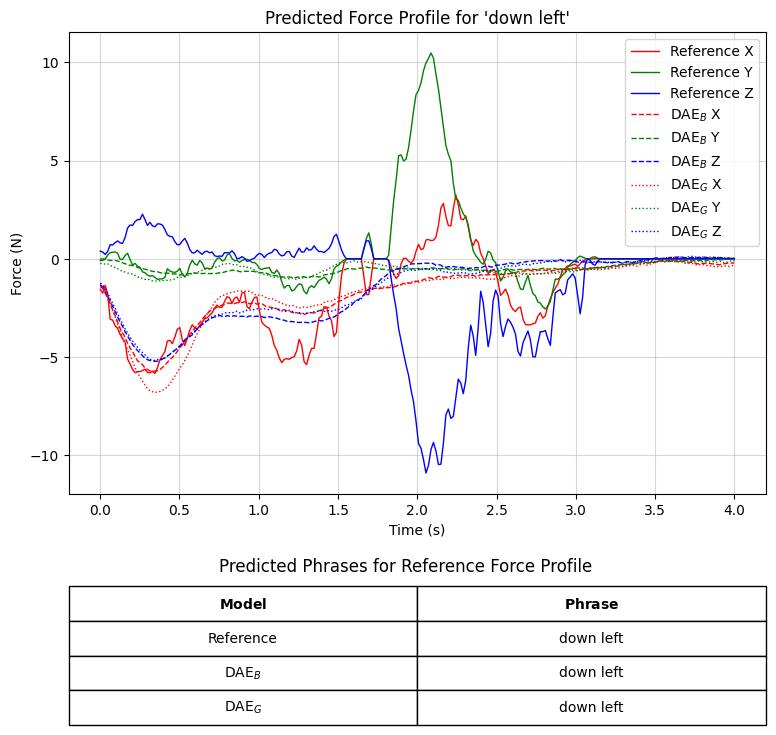 Predicted Force Profile for 'down left'
Force (N)
10
5
0
−5
−10
Reference X
Reference Y
Reference Z
DAE_B X
DAE_B Y
DAE_B Z
DAE_G X
DAE_G Y
DAE_G Z
0.0 0.5 1.0 1.5 2.0 2.5 3.0 3.5 4.0
Time (s)
Predicted Phrases for Reference Force Profile
Model Phrase
Reference down left
DAE_B down left
DAE_G down left